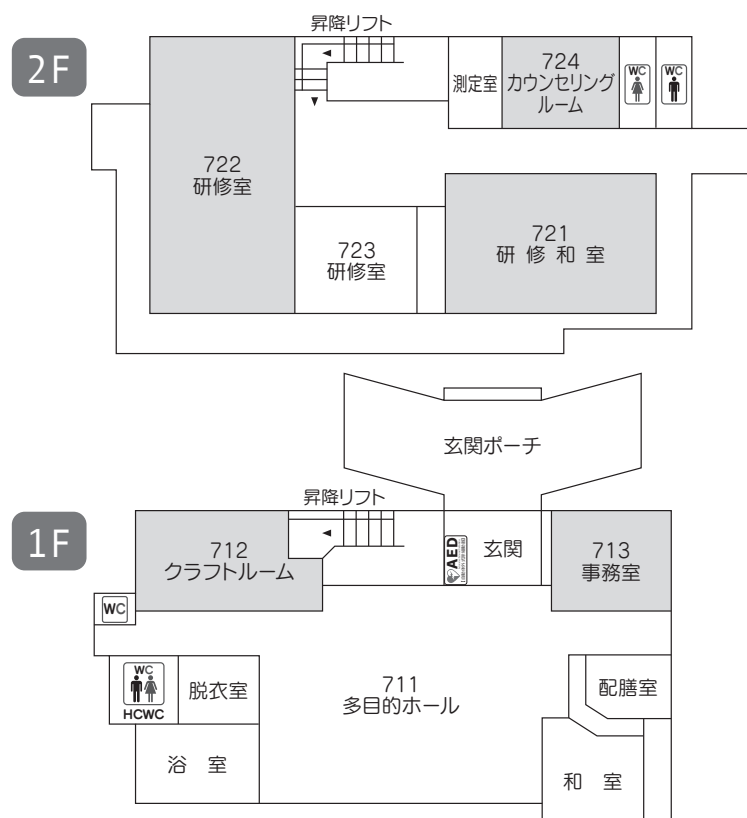 2F
昇降リフト
722
研修室
測定室
724
カウンセリング
ルーム
WC
WC
723
研修室
721
研修和室
玄関ポーチ
1F
昇降リフト
712
クラフトルーム
AED
玄関
713
事務室
WC
WC
HCWC
脱衣室
711
多目的ホール
配膳室
浴室
和室